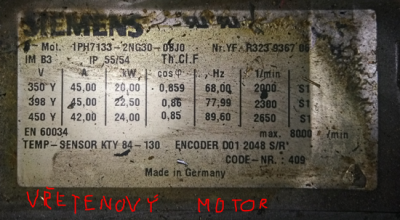 SIEMENS
Mot. 1PH7133-2NG30-0BJ0 Nr.YF. R323 9367 06
IM B3 IP 55/54 Th.Cl.F
V A kW cosφ Hz 1/min
350 Y 45,00 20,00 0,859 68,00 2000 S1
398 Y 45,00 22,50 0,86 77,99 2300 S1
450 Y 42,00 24,00 0,85 89,60 2650 S1
EN 60034 max. 8000 /min
TEMP-SENSOR KTY 84-130 ENCODER D01 2048 S/R
CODE-NR.: 409
Made in Germany
VŘETENOVÝ MOTOR